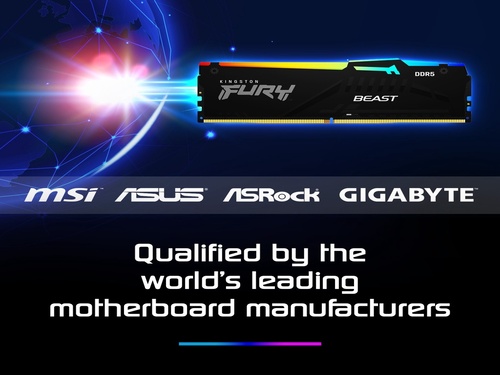 KINGSTON
FURY
DDR5
BEAST
msi ASUS ASRock GIGABYTE
Qualified by the
world's leading
motherboard manufacturers